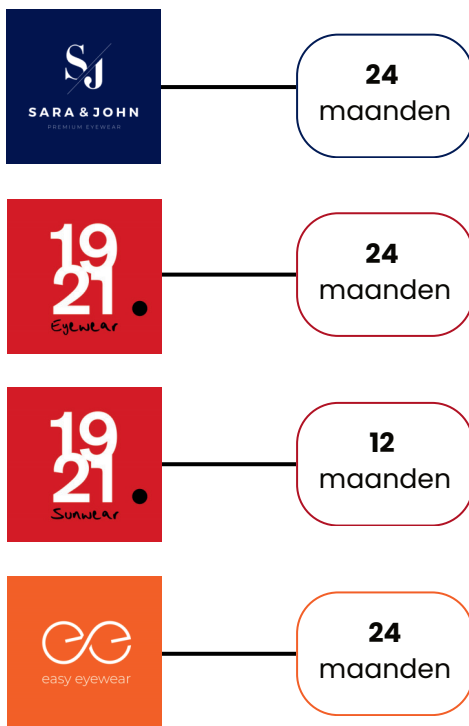 SJ
SARA & JOHN
PREMIUM EYEWEAR
24
maanden
19
21.
Eyewear
24
maanden
19
21.
Sunwear
12
maanden
ee
easy eyewear
24
maanden